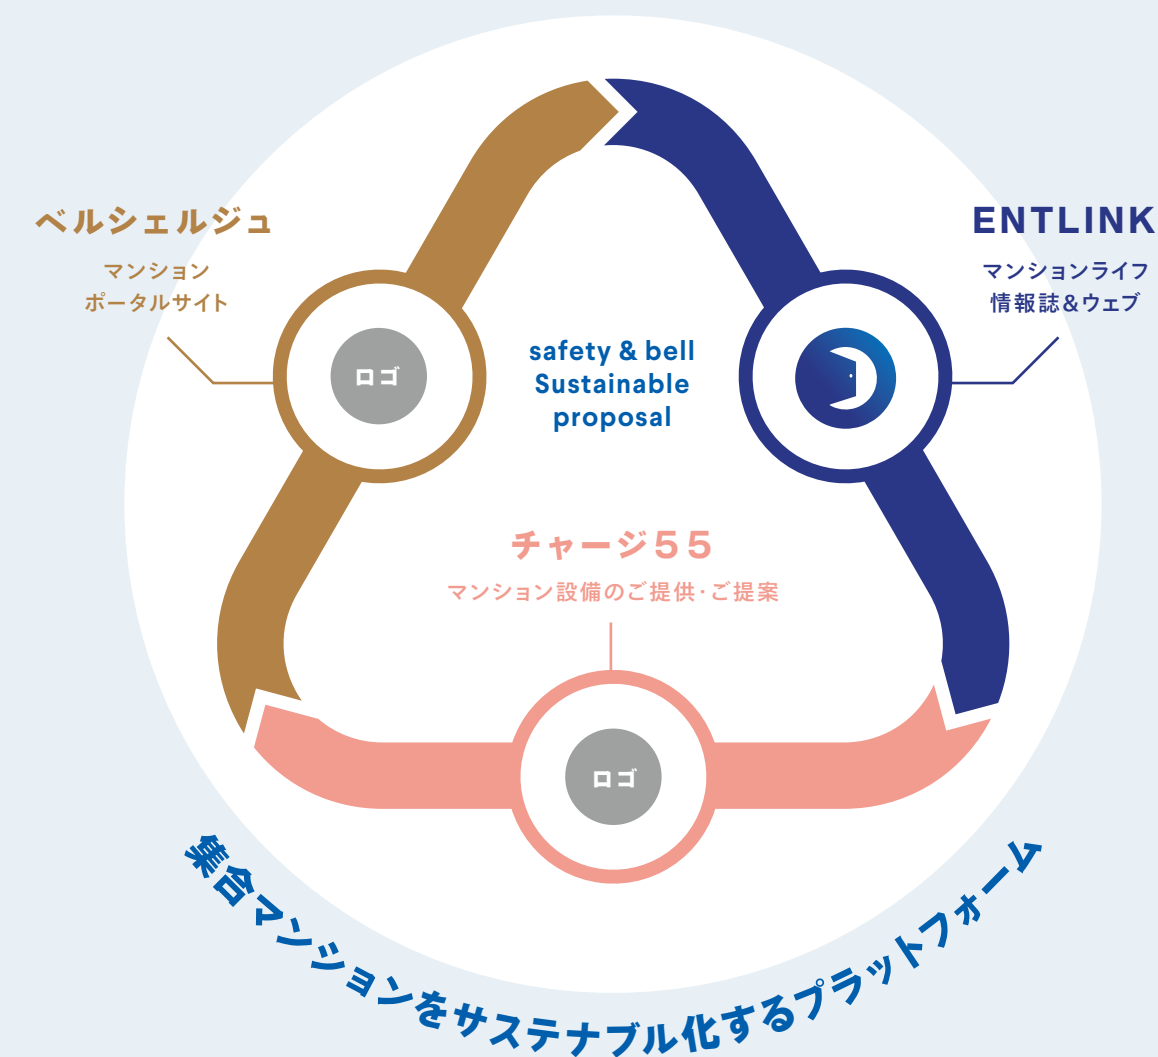 ベルシェルジュ
マンション
ポータルサイト
ENTLINK
マンションライフ
情報誌&ウェブ
ロゴ
safety & bell
Sustainable
proposal
チャージ55
マンション設備のご提供・ご提案
ロゴ
集合マンションをサステナブル化するプラットフォーム